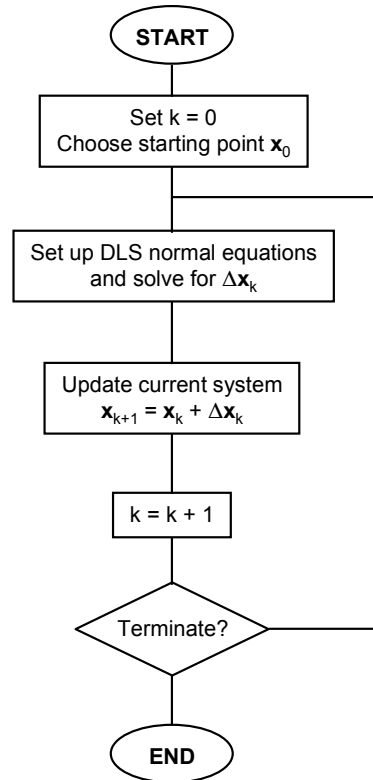 START
Set k = 0
Choose starting point x₀
Set up DLS normal equations
and solve for Δxₖ
Update current system
xₖ₊₁ = xₖ + Δxₖ
k = k + 1
Terminate?
END